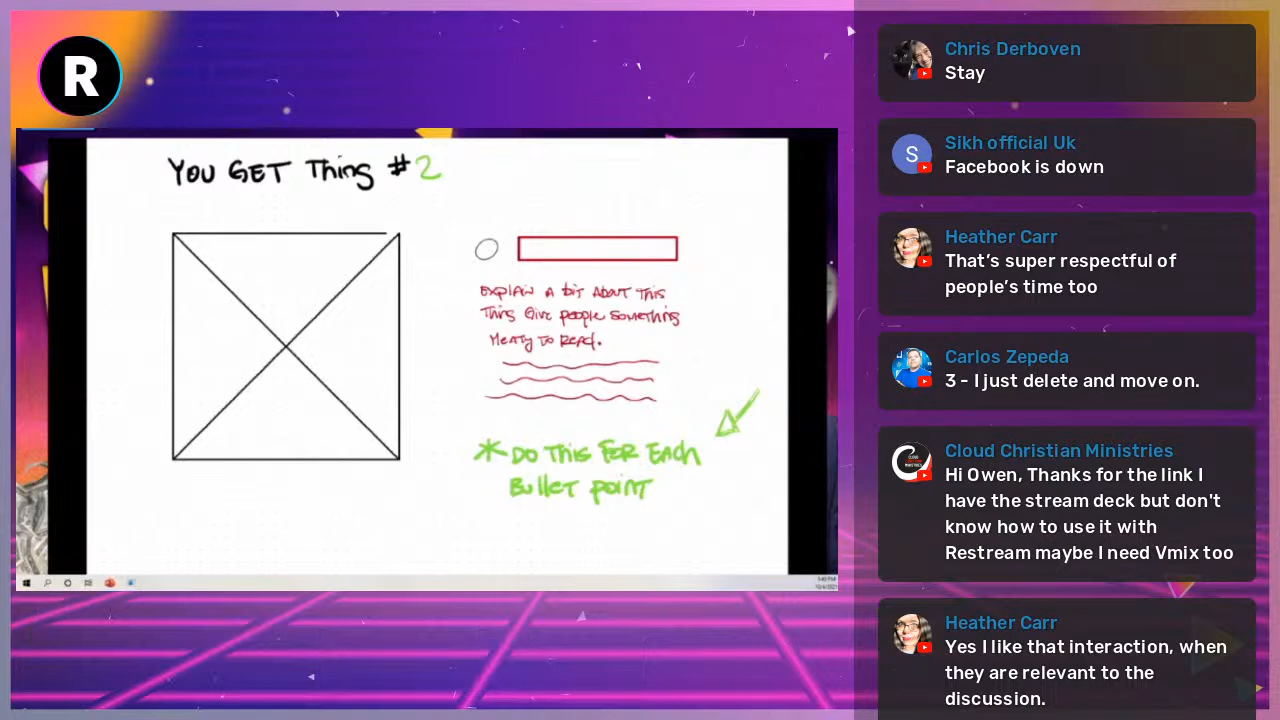 R
YOU GET Thing #2
EXPLAIN A bit About This
Thing Give people something
Meaty to Read.
* DO THIS FOR EACH
Bullet point
Chris Derboven
Stay
S
Sikh official Uk
Facebook is down
Heather Carr
That’s super respectful of
people’s time too
Carlos Zepeda
3 - I just delete and move on.
Cloud Christian Ministries
Hi Owen, Thanks for the link I
have the stream deck but don't
know how to use it with
Restream maybe I need Vmix too
Heather Carr
Yes I like that interaction, when
they are relevant to the
discussion.